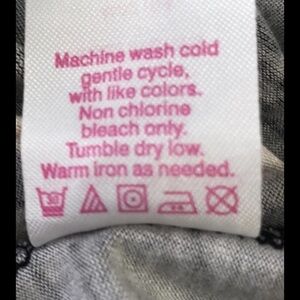 Machine wash cold
gentle cycle,
with like colors.
Non chlorine
bleach only.
Tumble dry low.
Warm iron as needed.
30